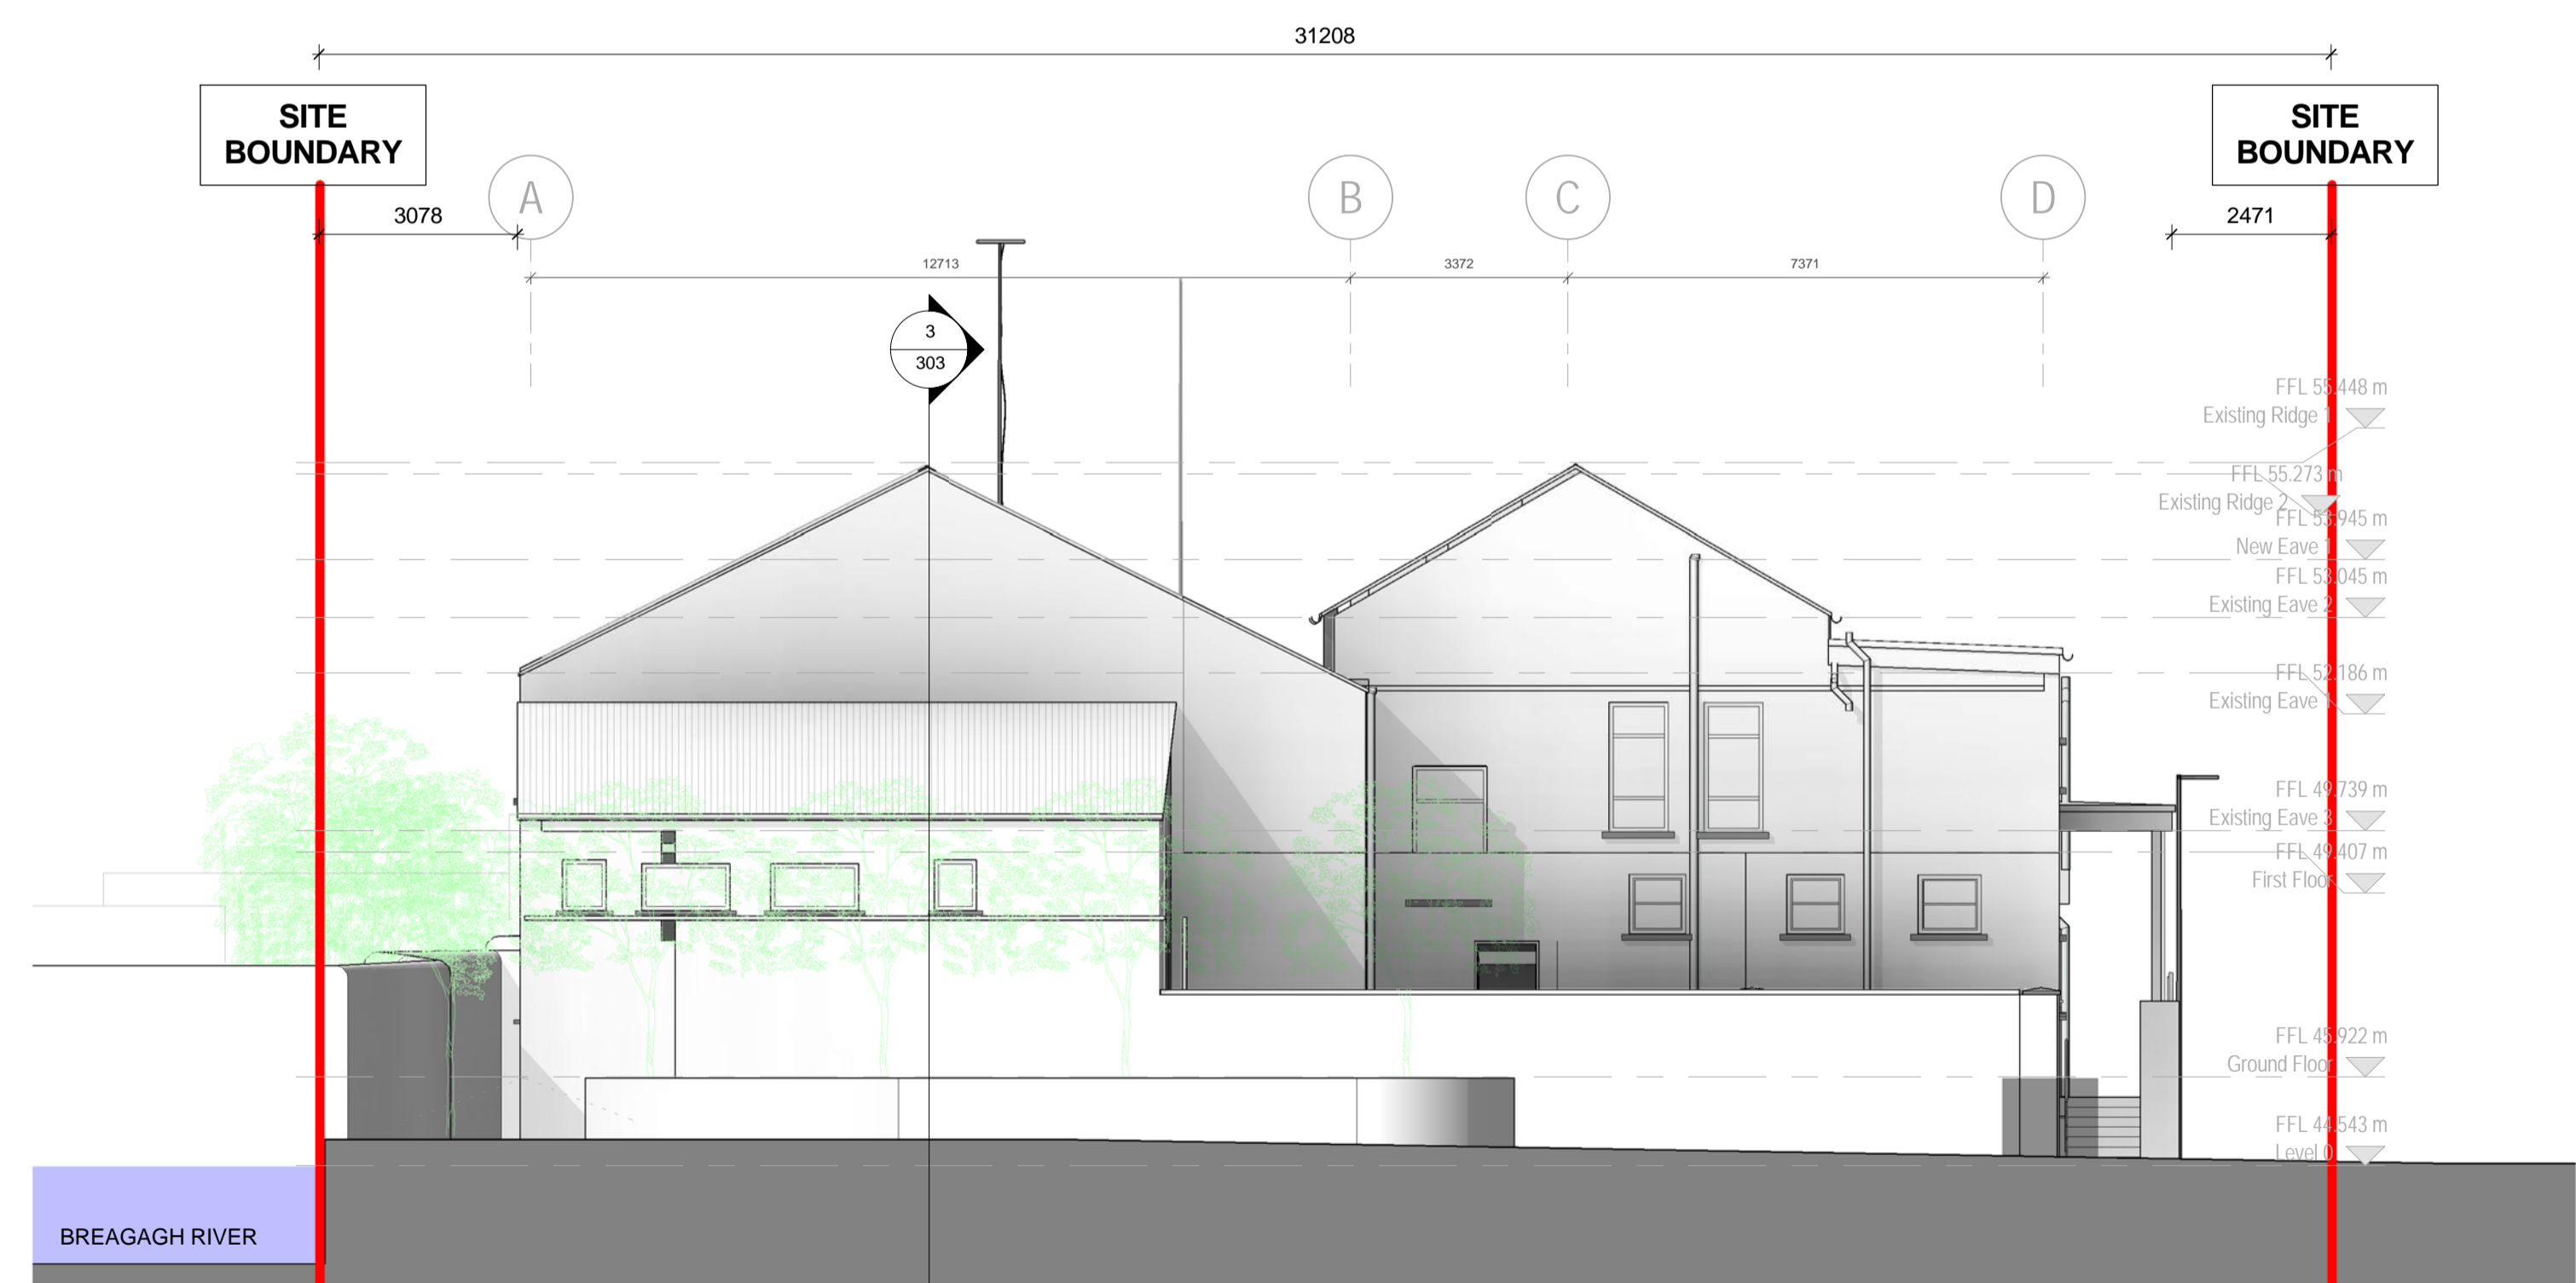 31208
SITE
BOUNDARY
SITE
BOUNDARY
A
B
C
D
3078
2471
12713
3372
7371
3
303
FFL 55.448 m
Existing Ridge 1
FFL 55.273 m
Existing Ridge 2
FFL 53.945 m
New Eave 1
FFL 53.045 m
Existing Eave 2
FFL 52.186 m
Existing Eave 1
FFL 49.739 m
Existing Eave 3
FFL 49.407 m
First Floor
FFL 45.922 m
Ground Floor
FFL 44.543 m
Level 0
BREAGAGH RIVER